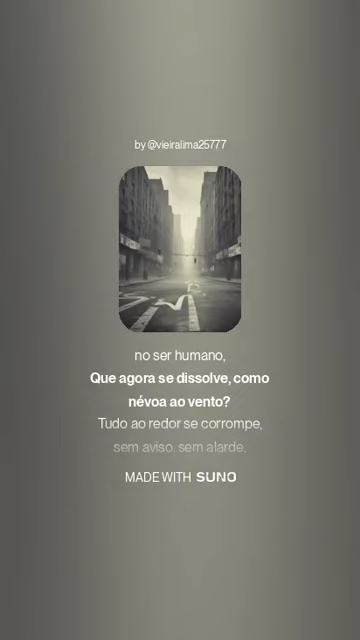 by @vieiralima25777
no ser humano,
Que agora se dissolve, como
névoa ao vento?
Tudo ao redor se corrompe,
sem aviso, sem alarde.
MADE WITH SUNO